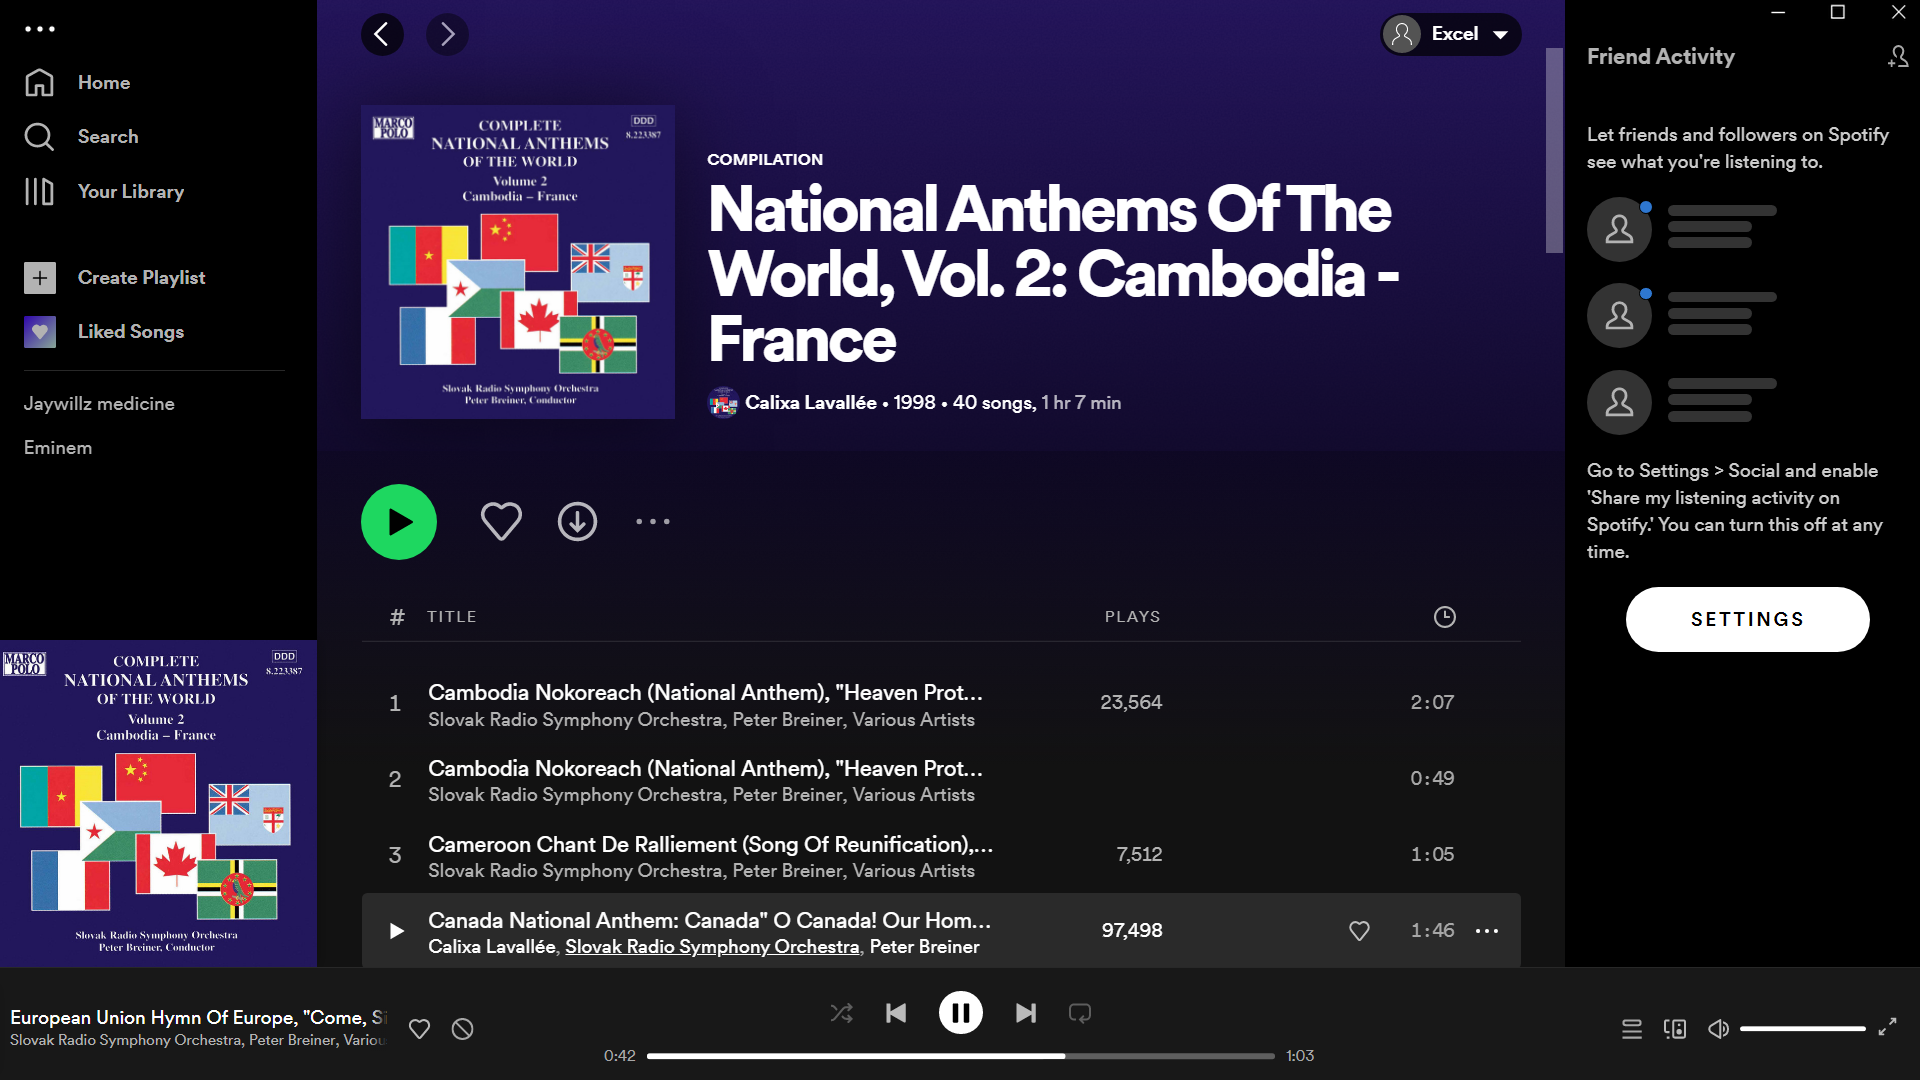 Home
Search
Your Library
Create Playlist
Liked Songs
Jaywillz medicine
Eminem
MARCO POLO
COMPLETE
NATIONAL ANTHEMS
OF THE WORLD
Volume 2
Cambodia – France
DDD
8.223387
Slovak Radio Symphony Orchestra
Peter Breiner, Conductor
Excel
MARCO POLO
COMPLETE
NATIONAL ANTHEMS
OF THE WORLD
Volume 2
Cambodia – France
DDD
8.223387
Slovak Radio Symphony Orchestra
Peter Breiner, Conductor
COMPILATION
National Anthems Of The
World, Vol. 2: Cambodia -
France
Calixa Lavallée • 1998 • 40 songs, 1 hr 7 min
# TITLE PLAYS
1 Cambodia Nokoreach (National Anthem), "Heaven Prot... 23,564 2:07
Slovak Radio Symphony Orchestra, Peter Breiner, Various Artists
2 Cambodia Nokoreach (National Anthem), "Heaven Prot... 0:49
Slovak Radio Symphony Orchestra, Peter Breiner, Various Artists
3 Cameroon Chant De Ralliement (Song Of Reunification),... 7,512 1:05
Slovak Radio Symphony Orchestra, Peter Breiner, Various Artists
Canada National Anthem: Canada" O Canada! Our Hom... 97,498 1:46
Calixa Lavallée, Slovak Radio Symphony Orchestra, Peter Breiner
Friend Activity
Let friends and followers on Spotify
see what you're listening to.
Go to Settings > Social and enable
'Share my listening activity on
Spotify.' You can turn this off at any
time.
SETTINGS
European Union Hymn Of Europe, "Come, Si
Slovak Radio Symphony Orchestra, Peter Breiner, Variou
0:42 1:03